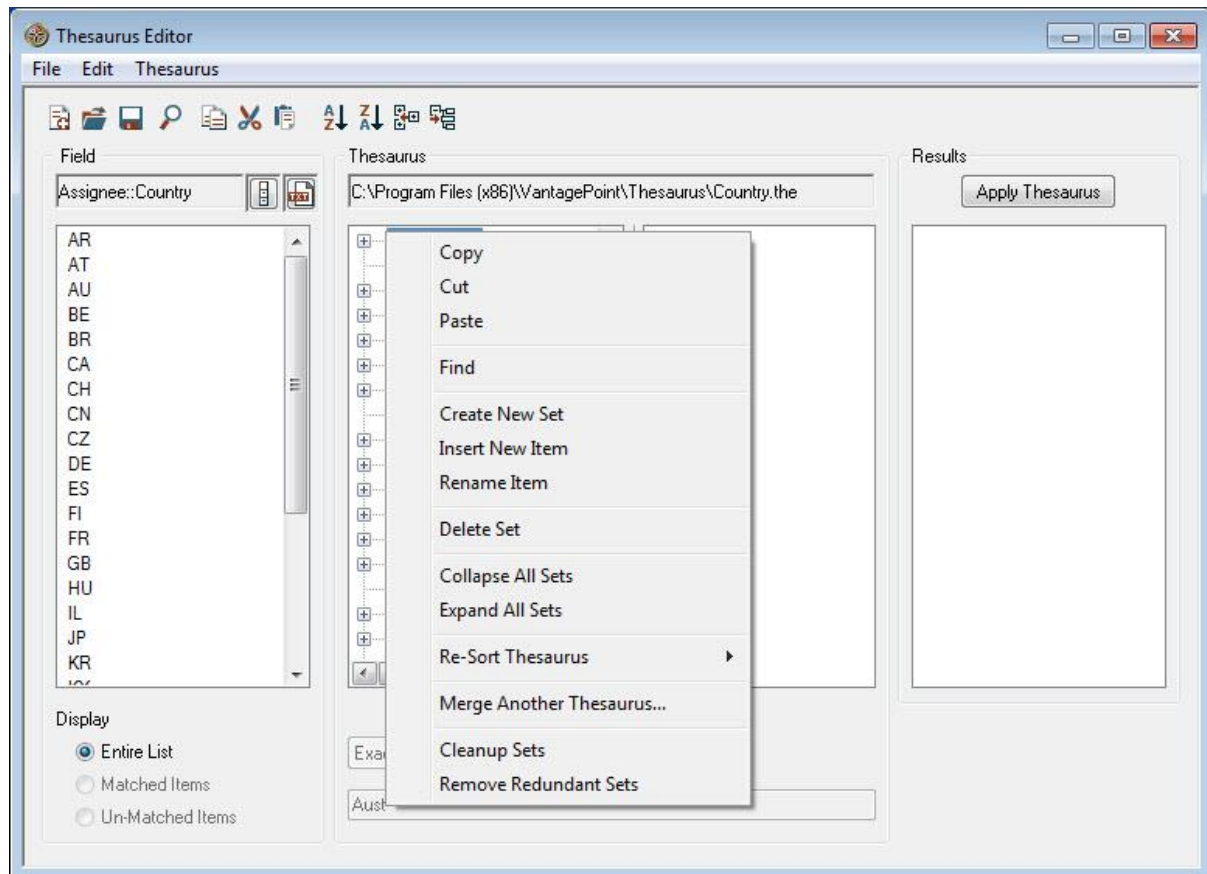 Thesaurus Editor
File Edit Thesaurus
Field
Assignee::Country
AR
AT
AU
BE
BR
CA
CH
CN
CZ
DE
ES
FI
FR
GB
HU
IL
JP
KR
Display
Entire List
Matched Items
Un-Matched Items
Thesaurus
C:\Program Files (x86)\VantagePoint\Thesaurus\Country.the
Copy
Cut
Paste
Find
Create New Set
Insert New Item
Rename Item
Delete Set
Collapse All Sets
Expand All Sets
Re-Sort Thesaurus
Merge Another Thesaurus...
Cleanup Sets
Remove Redundant Sets
Exa
Aust
Results
Apply Thesaurus